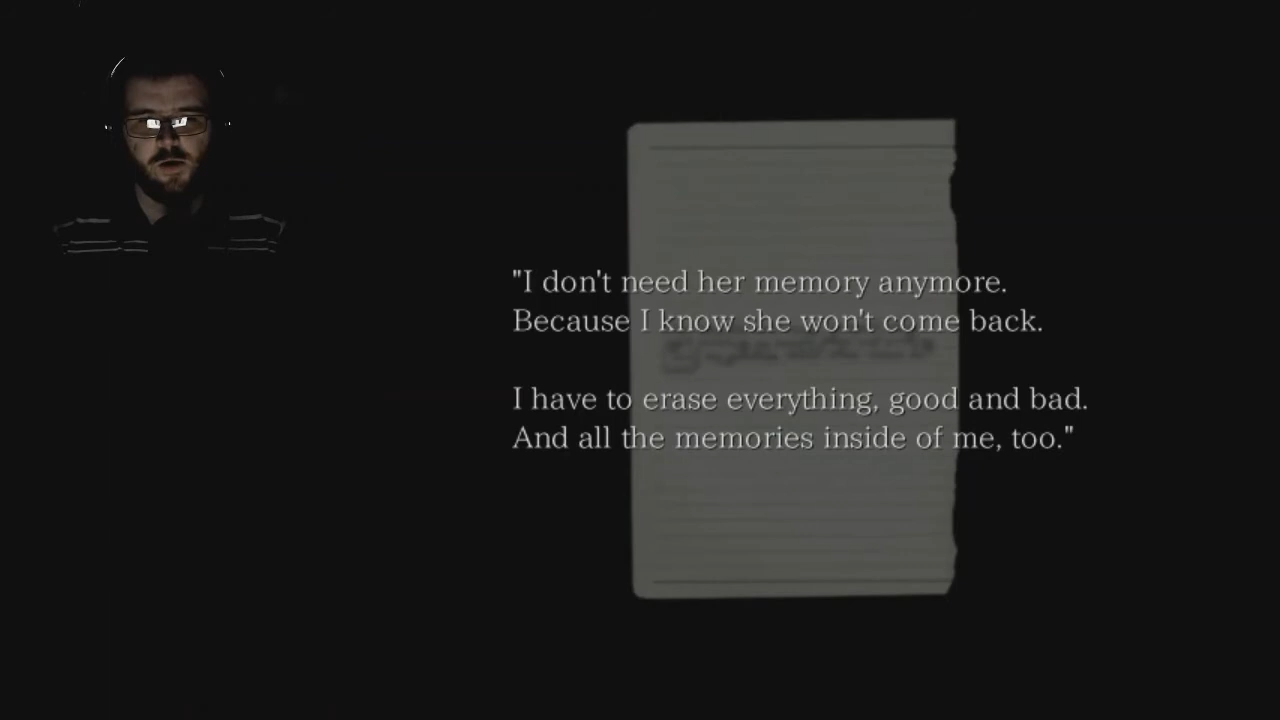 "I don't need her memory anymore.
Because I know she won't come back.
I have to erase everything, good and bad.
And all the memories inside of me, too."